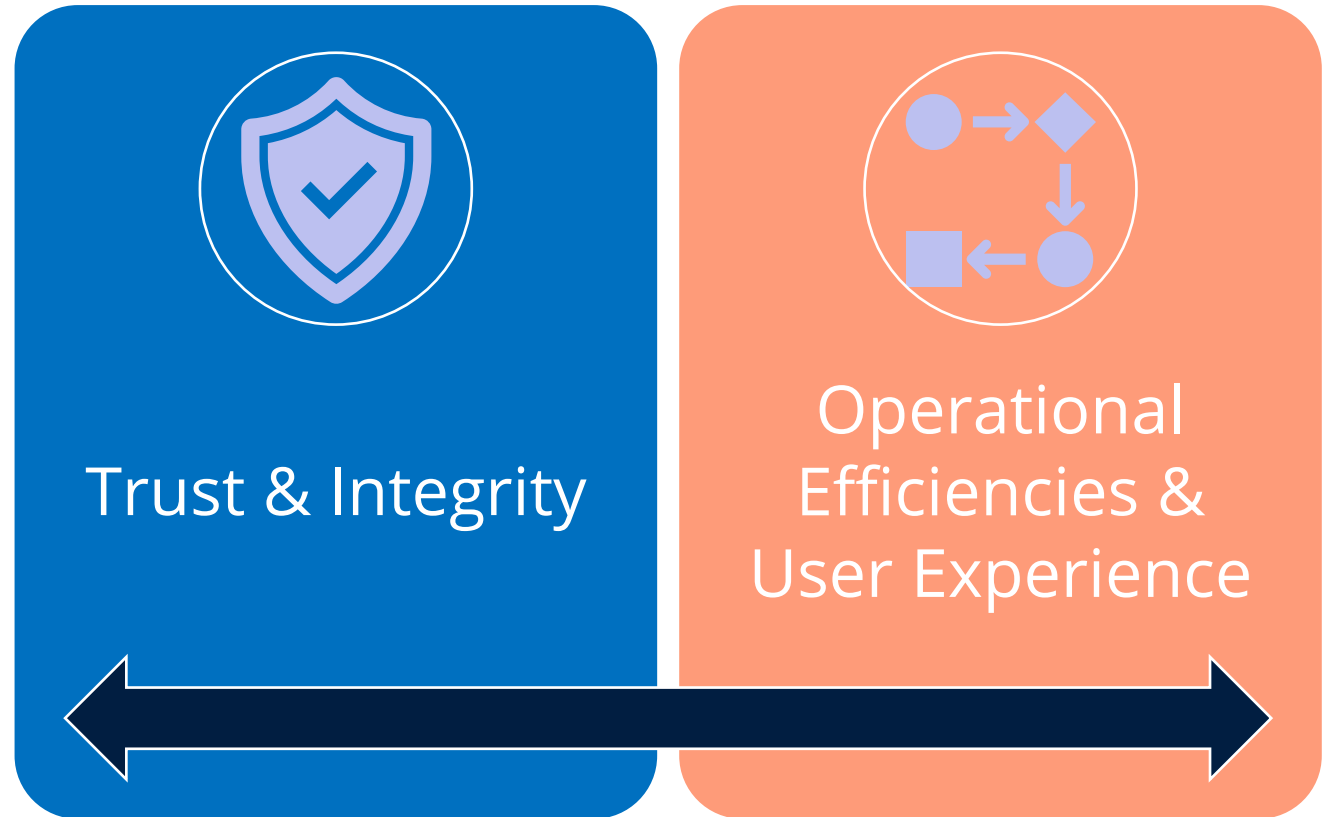 Trust & Integrity
Operational
Efficiencies &
User Experience